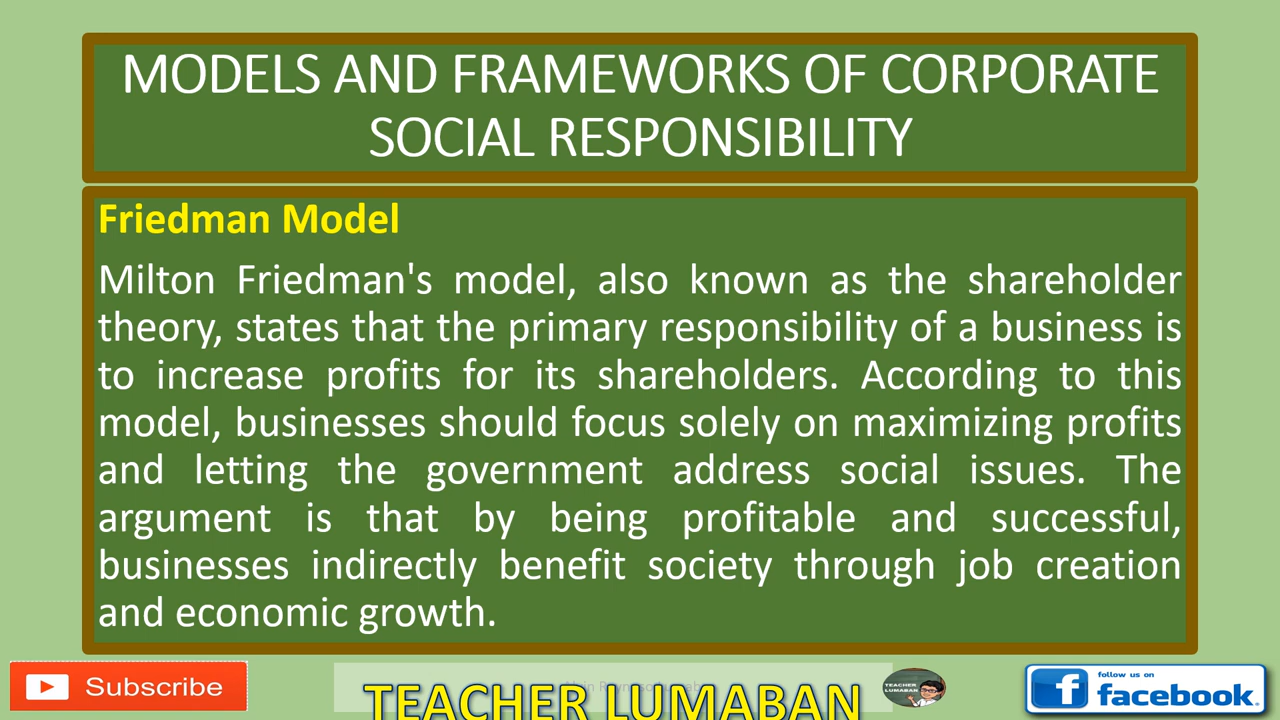 MODELS AND FRAMEWORKS OF CORPORATE
SOCIAL RESPONSIBILITY
Friedman Model
Milton Friedman's model, also known as the shareholder
theory, states that the primary responsibility of a business is
to increase profits for its shareholders. According to this
model, businesses should focus solely on maximizing profits
and letting the government address social issues. The
argument is that by being profitable and successful,
businesses indirectly benefit society through job creation
and economic growth.
Subscribe
TEACHER LUMABAN
TEACHER
LUMABAN
follow us on
facebook.